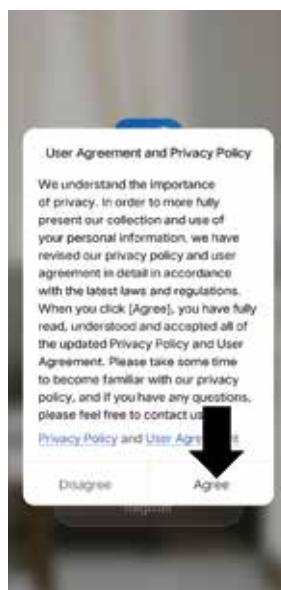 User Agreement and Privacy Policy
We understand the importance
of privacy. In order to more fully
present our collection and use of
your personal information, we have
revised our privacy policy and user
agreement in detail in accordance
with the latest laws and regulations.
When you click [Agree], you have fully
read, understood and accepted all of
the updated Privacy Policy and User
Agreement. Please take some time
to become familiar with our privacy
policy, and if you have any questions,
please feel free to contact us
Privacy Policy and User
Disagree
Agree